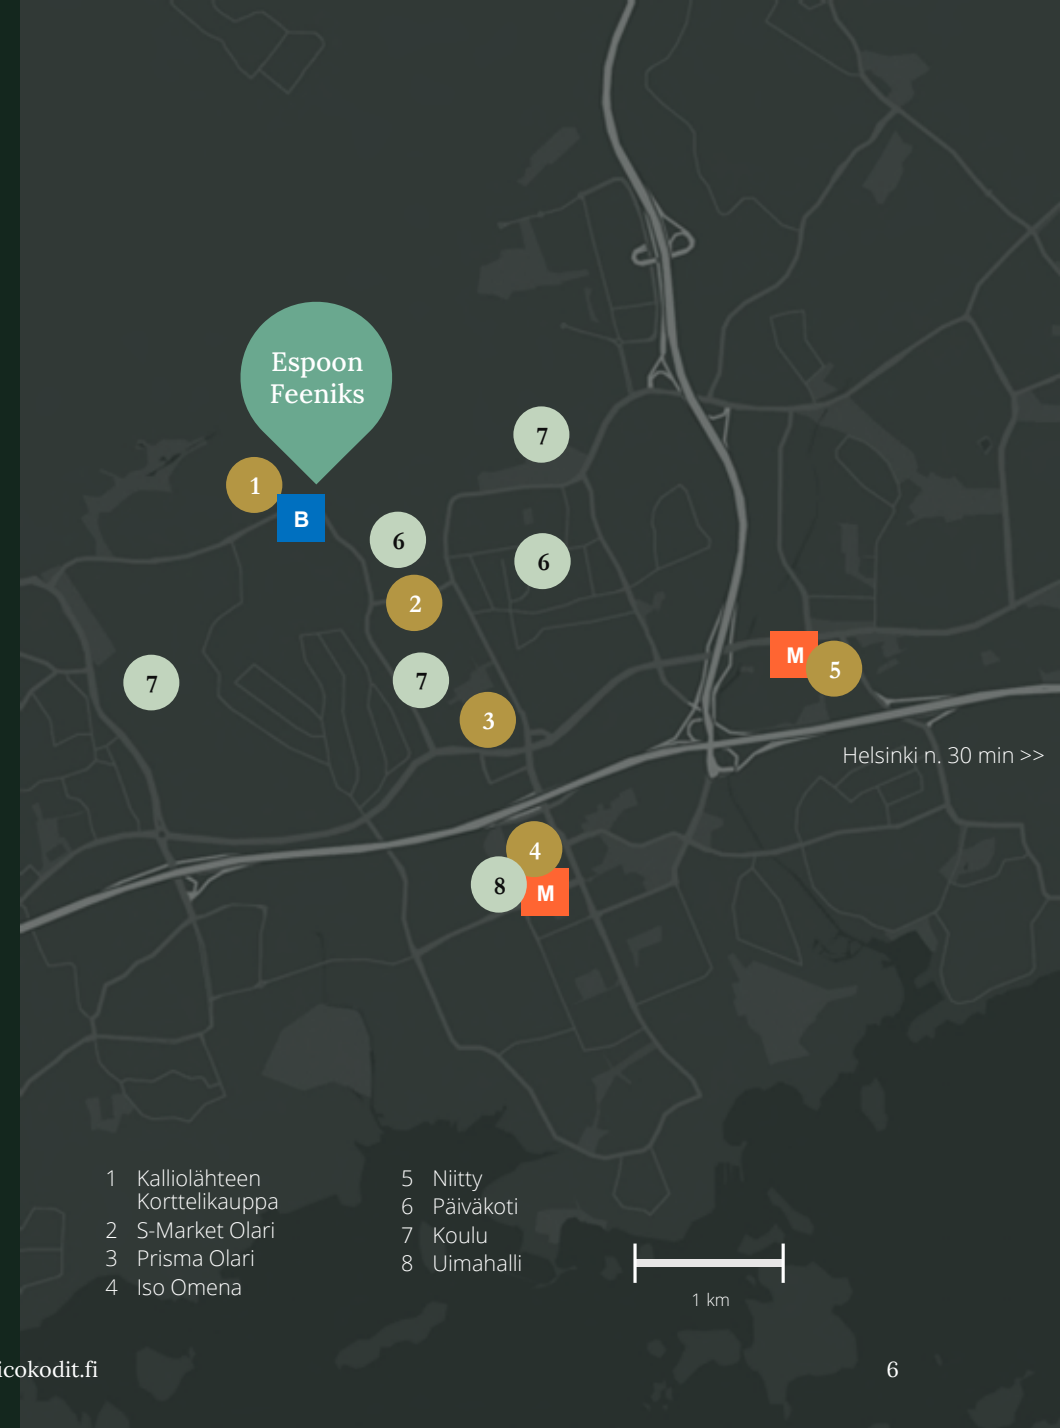 Espoon
Feeniks
7
1
B
6
6
2
M
5
7
7
3
Helsinki n. 30 min >>
4
8
M
1 Kalliolähteen
Korttelikauppa
2 S-Market Olari
3 Prisma Olari
4 Iso Omena
5 Niitty
6 Päiväkoti
7 Koulu
8 Uimahalli
1 km
icokodit.fi
6